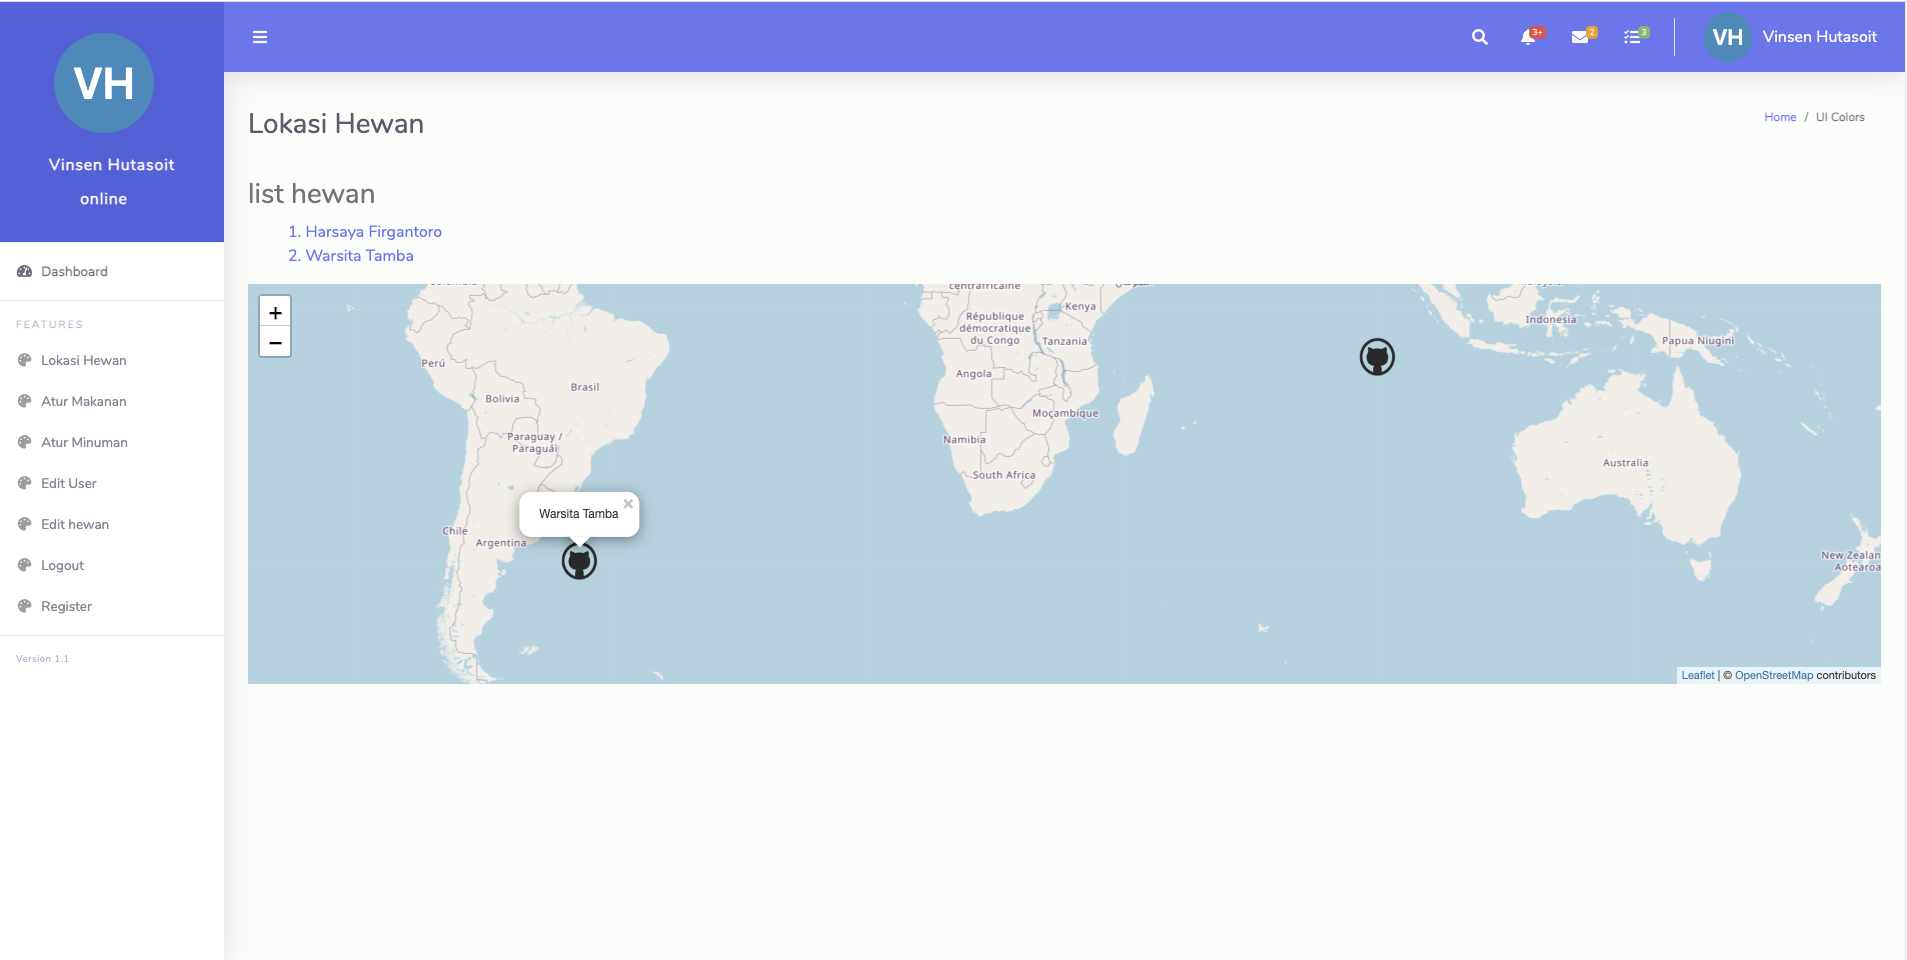 VH
Vinsen Hutasoit
online
Dashboard
FEATURES
Lokasi Hewan
Atur Makanan
Atur Minuman
Edit User
Edit hewan
Logout
Register
Version 1.1
3+
2
3
VH
Vinsen Hutasoit
Lokasi Hewan
Home / UI Colors
list hewan
1. Harsaya Firgantoro
2. Warsita Tamba
+
−
centrafricaine
Kenya
République
démocratique
du Congo
Tanzania
Indonesia
Papua Niugini
Perú
Brasil
Bolivia
Angola
Moçambique
Paraguay /
Paraguái
Namibia
South Africa
Australia
Warsita Tamba
×
Chile
Argentina
New Zealan
Aotearoa
Leaflet | © OpenStreetMap contributors